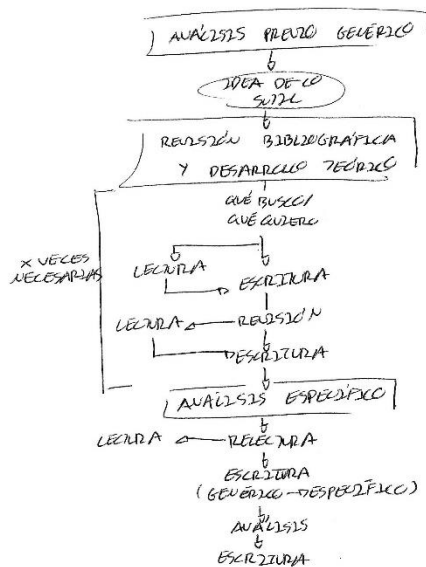 ANÁLISIS PREVIO GENÉRICO
IDEA DE LO
SUTIL
REVISIÓN BIBLIOGRÁFICA
Y DESARROLLO TEÓRICO
QUÉ BUSCO/
QUÉ QUIERO
X VECES
NECESARIAS
LECTURA
ESCRITURA
LECTURA
REVISIÓN
ESCRITURA
ANÁLISIS ESPECÍFICO
LECTURA
RELECTURA
ESCRITURA
(GENÉRICO → ESPECÍFICO)
ANÁLISIS
ESCRITURA